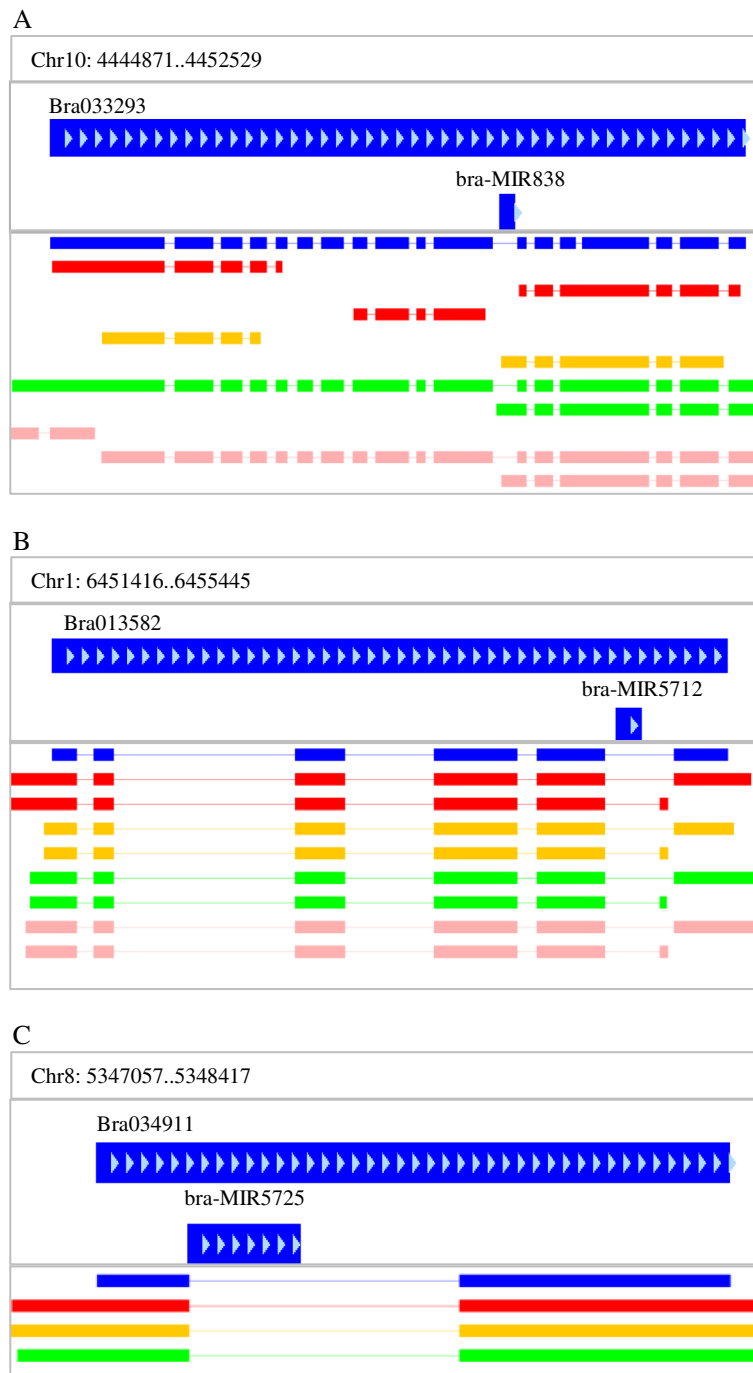 A
Chr10: 4444871..4452529
Bra033293
bra-MIR838
B
Chr1: 6451416..6455445
Bra013582
bra-MIR5712
C
Chr8: 5347057..5348417
Bra034911
bra-MIR5725